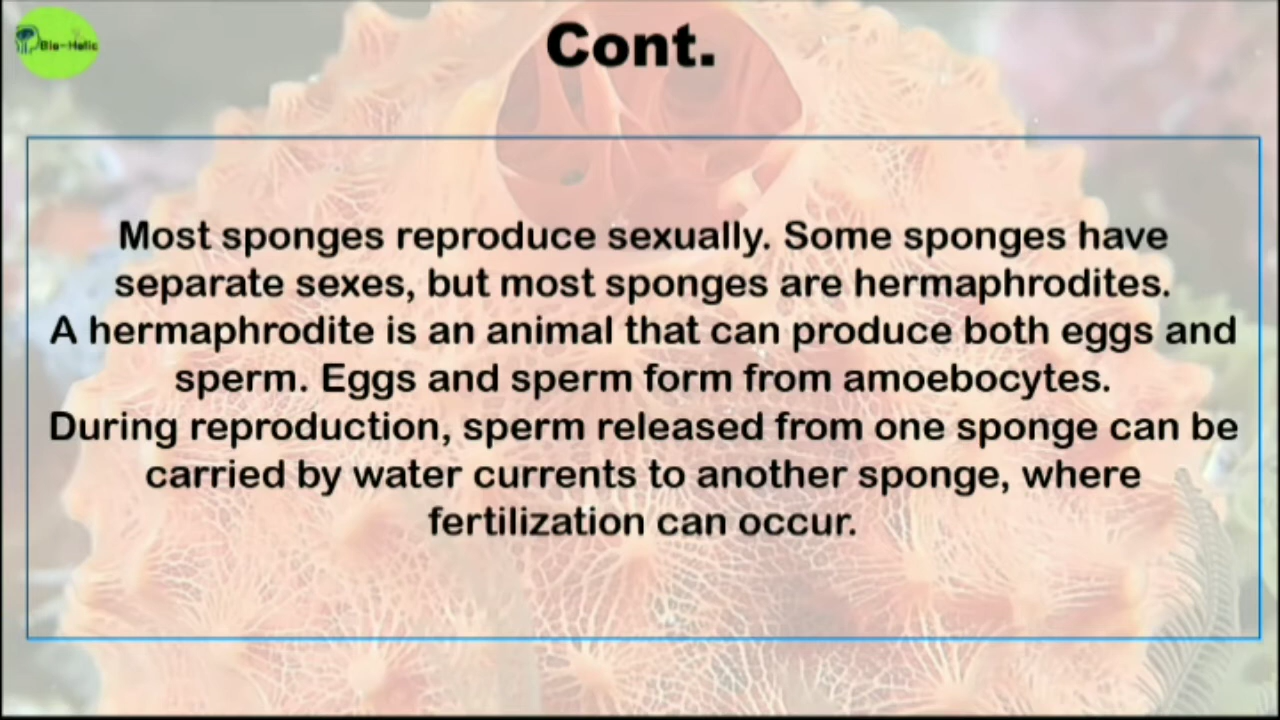 Bio-Holic
Cont.
Most sponges reproduce sexually. Some sponges have
separate sexes, but most sponges are hermaphrodites.
A hermaphrodite is an animal that can produce both eggs and
sperm. Eggs and sperm form from amoebocytes.
During reproduction, sperm released from one sponge can be
carried by water currents to another sponge, where
fertilization can occur.